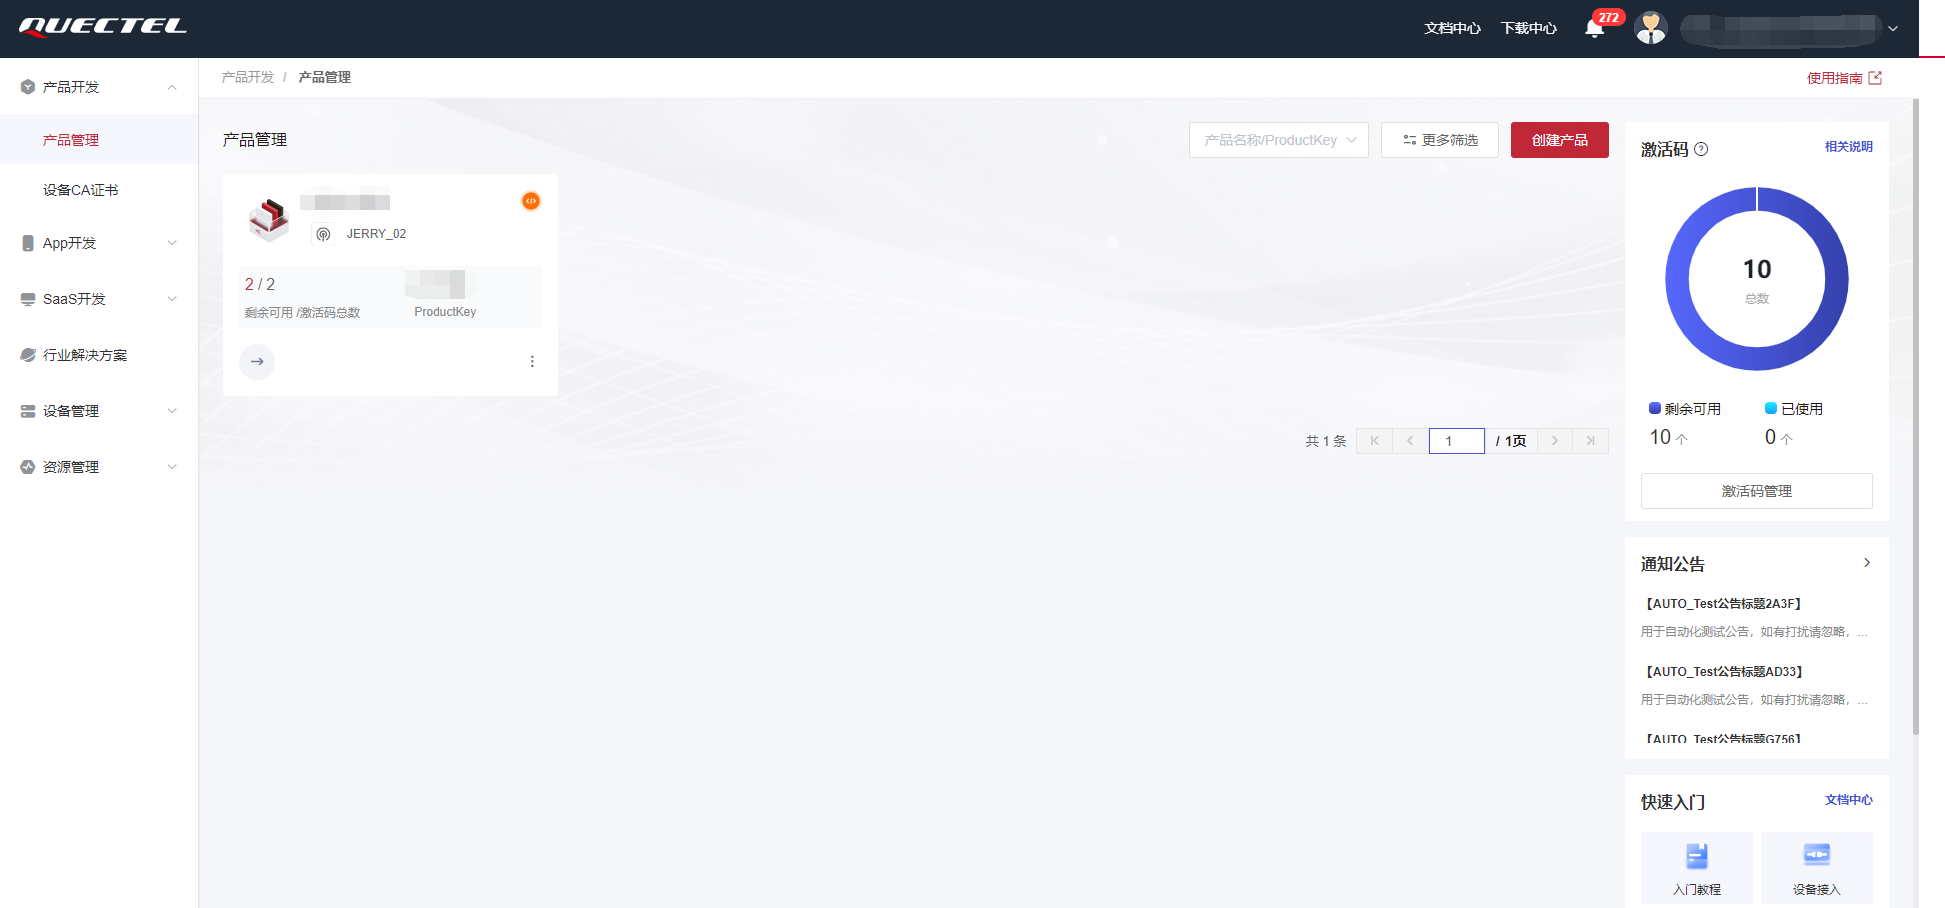 QUECTEL
文档中心
下载中心
272
产品开发
产品管理
设备CA证书
App开发
SaaS开发
行业解决方案
设备管理
资源管理
产品开发 / 产品管理
使用指南
产品管理
产品名称/ProductKey
更多筛选
创建产品
JERRY_02
2 / 2
剩余可用 /激活码总数
ProductKey
共 1 条
1
/ 1页
激活码
相关说明
10
总数
剩余可用
已使用
10 个
0 个
激活码管理
通知公告
【AUTO_Test公告标题2A3F】
用于自动化测试公告，如有打扰请忽略，...
【AUTO_Test公告标题AD33】
用于自动化测试公告，如有打扰请忽略，...
【AUTO_Test公告标题G756】
快速入门
文档中心
入门教程
设备接入